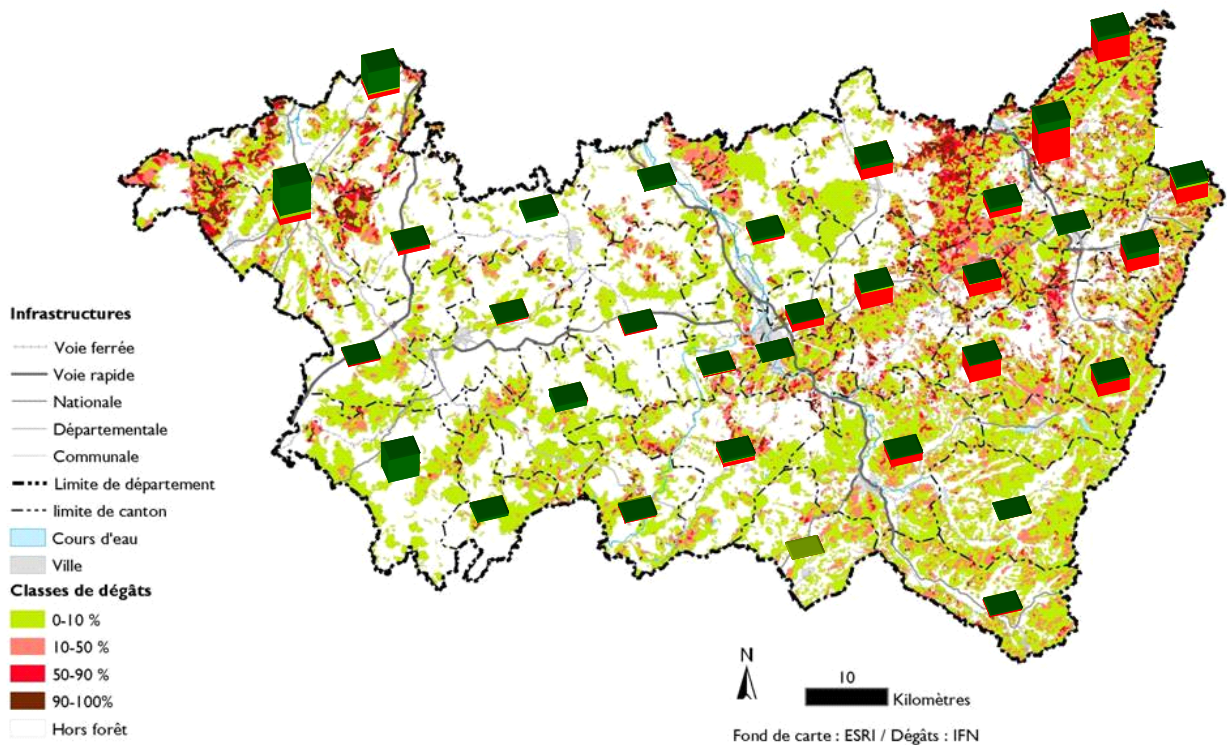 Infrastructures
Voie ferrée
Voie rapide
Nationale
Départementale
Communale
Limite de département
limite de canton
Cours d'eau
Ville
Classes de dégâts
0-10 %
10-50 %
50-90 %
90-100%
Hors forêt
N
10
Kilomètres
Fond de carte : ESRI / Dégâts : IFN